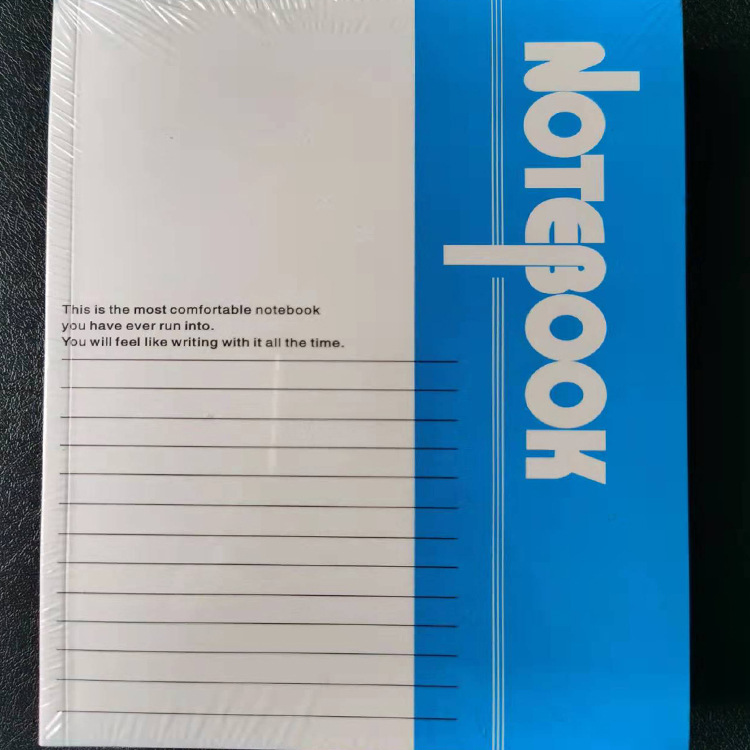 NOTEBOOK
This is the most comfortable notebook
you have ever run into.
You will feel like writing with it all the time.